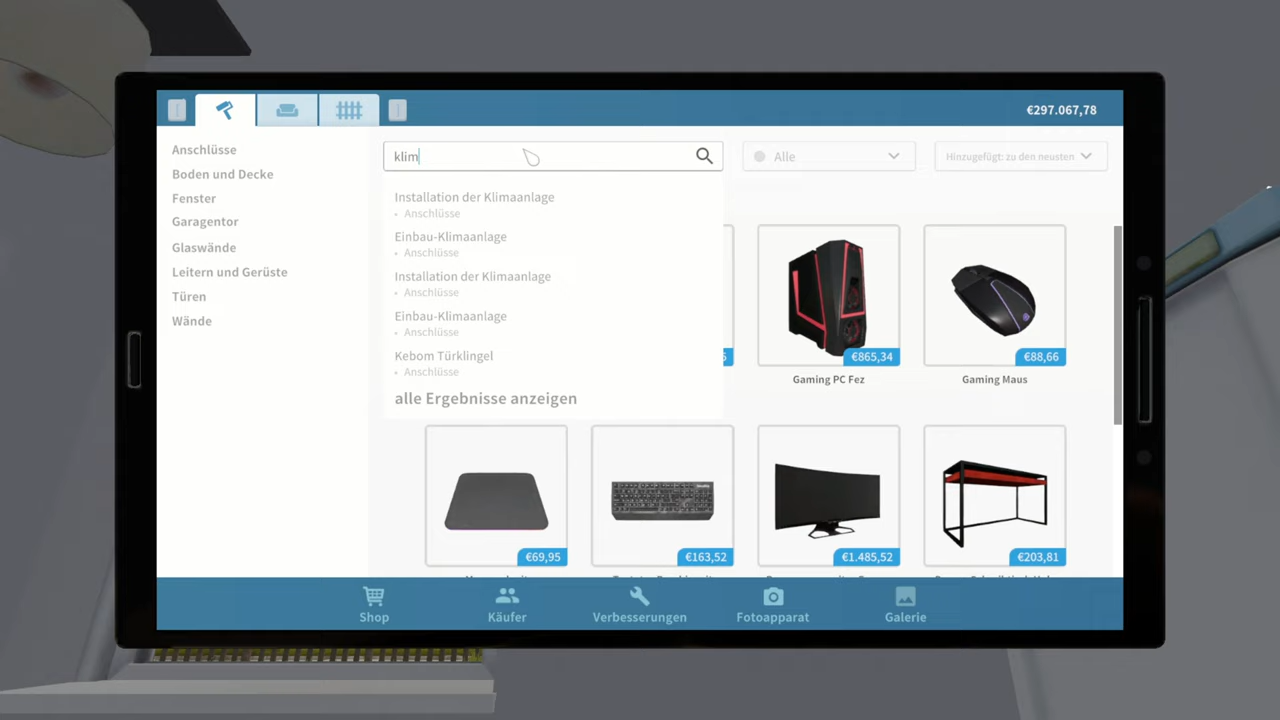 €297.067,78
Anschlüsse
Boden und Decke
Fenster
Garagentor
Glaswände
Leitern und Gerüste
Türen
Wände
klim
Alle
Hinzugefügt: zu den neusten
Installation der Klimaanlage
• Anschlüsse
Einbau-Klimaanlage
• Anschlüsse
Installation der Klimaanlage
• Anschlüsse
Einbau-Klimaanlage
• Anschlüsse
Kebom Türklingel
• Anschlüsse
alle Ergebnisse anzeigen
€865,34
€88,66
Gaming PC Fez
Gaming Maus
€69,95
€163,52
€1.485,52
€203,81
Shop
Käufer
Verbesserungen
Fotoapparat
Galerie